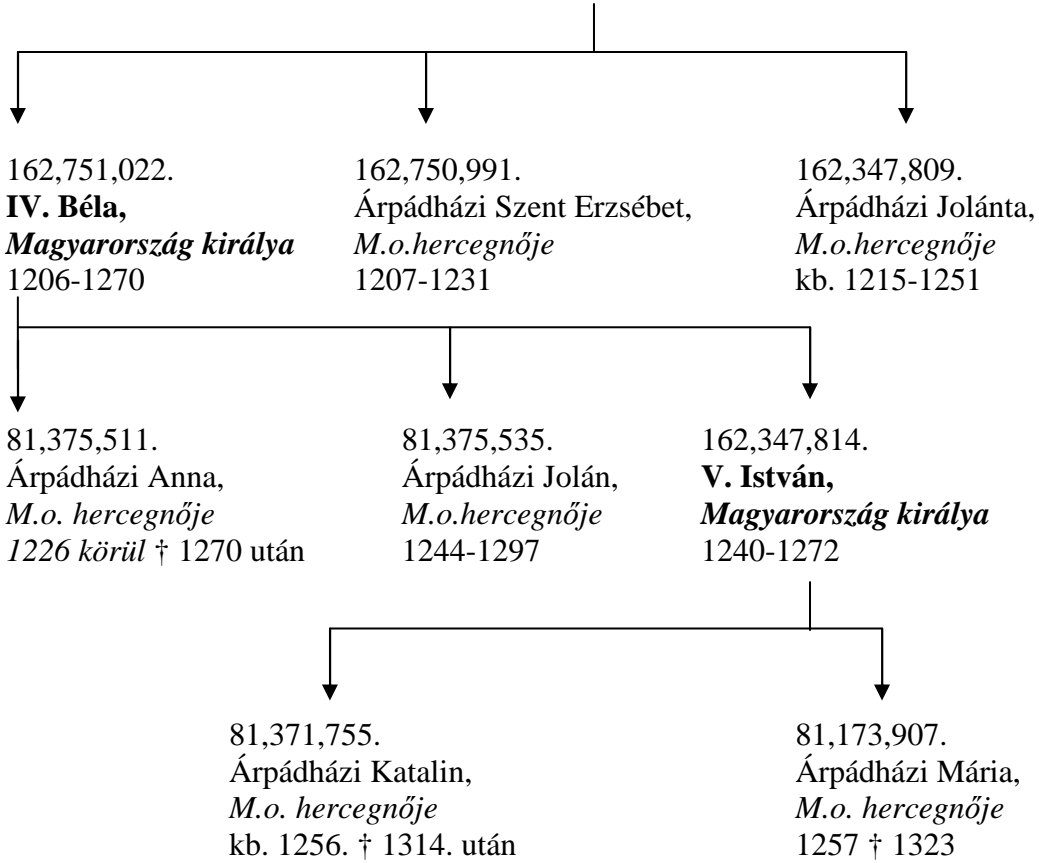 162,751,022.
IV. Béla,
Magyarország királya
1206-1270
162,750,991.
Árpádházi Szent Erzsébet,
M.o.hercegnője
1207-1231
162,347,809.
Árpádházi Jolánta,
M.o.hercegnője
kb. 1215-1251
81,375,511.
Árpádházi Anna,
M.o. hercegnője
1226 körül † 1270 után
81,375,535.
Árpádházi Jolán,
M.o.hercegnője
1244-1297
162,347,814.
V. István,
Magyarország királya
1240-1272
81,371,755.
Árpádházi Katalin,
M.o. hercegnője
kb. 1256. † 1314. után
81,173,907.
Árpádházi Mária,
M.o. hercegnője
1257 † 1323